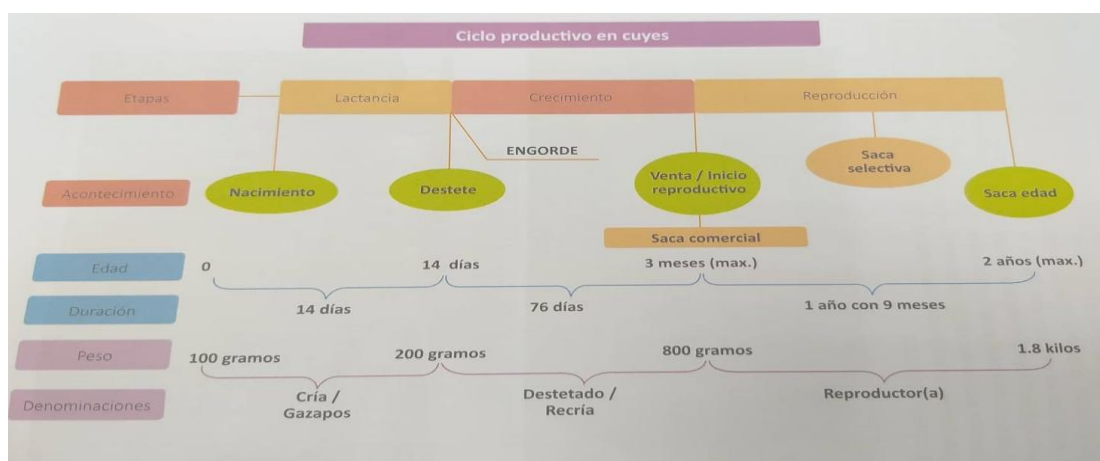 Ciclo productivo en cuyes
Etapas
Lactancia
Crecimiento
Reproducción
ENGORDE
Acontecimiento
Nacimiento
Destete
Venta / Inicio
reproductivo
Saca
selectiva
Saca edad
Saca comercial
Edad
0
14 días
3 meses (max.)
2 años (max.)
Duración
14 días
76 días
1 año con 9 meses
Peso
100 gramos
200 gramos
800 gramos
1.8 kilos
Denominaciones
Cría /
Gazapos
Destetado /
Recría
Reproductor(a)